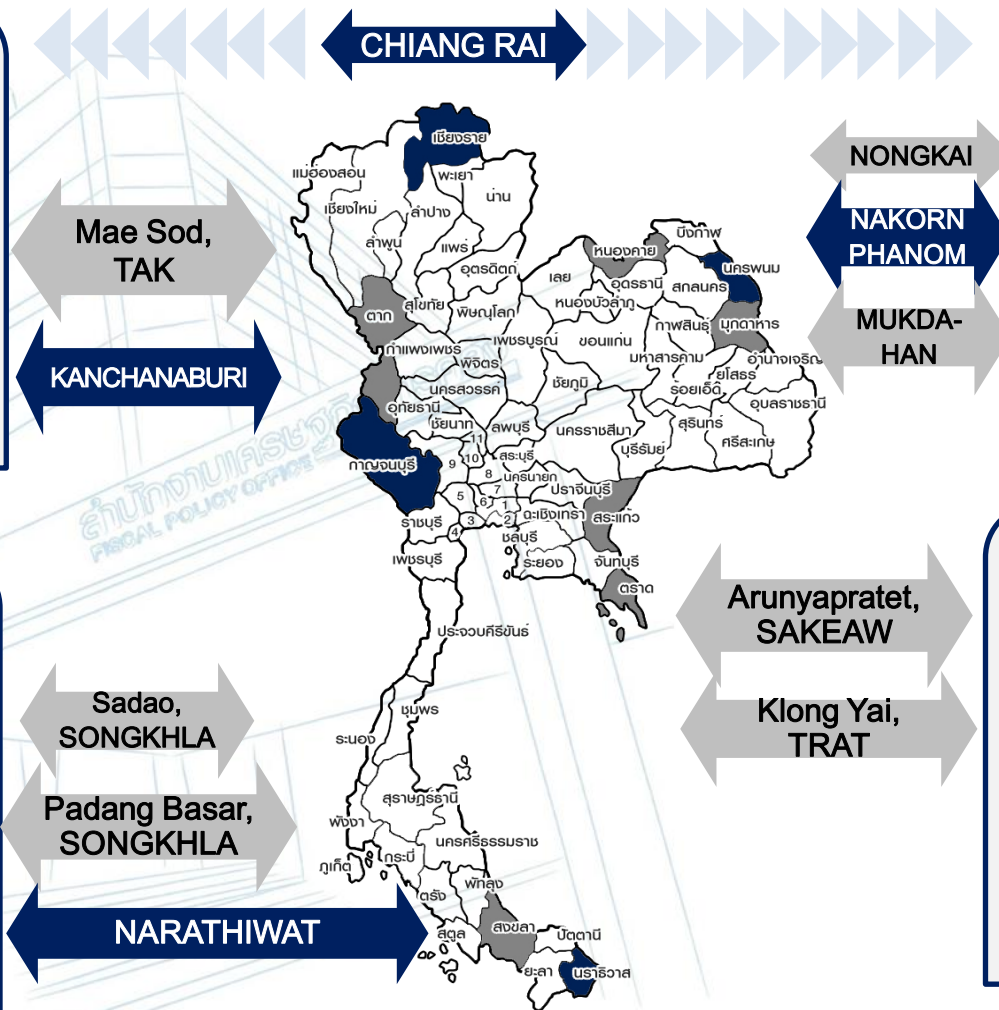 CHIANG RAI
NONGKAI
NAKORN
PHANOM
MUKDA-
HAN
Mae Sod,
TAK
KANCHANABURI
เชียงราย
แม่ฮ่องสอน
พะเยา
น่าน
เชียงใหม่
ลำปาง
ลำพูน
แพร่
อุตรดิตถ์
ตาก
สุโขทัย
พิษณุโลก
กำแพงเพชร
พิจิตร
เพชรบูรณ์
นครสวรรค์
อุทัยธานี
ชัยนาท
ลพบุรี
บึงกาฬ
หนองคาย
นครพนม
เลย
อุดรธานี
สกลนคร
หนองบัวลำภู
กาฬสินธุ์
มุกดาหาร
ขอนแก่น
มหาสารคาม
อำนาจเจริญ
ยโสธร
ร้อยเอ็ด
ชัยภูมิ
อุบลราชธานี
นครราชสีมา
บุรีรัมย์
สุรินทร์
ศรีสะเกษ
กาญจนบุรี
11
10
9
สระบุรี
8
นครนายก
7
ปราจีนบุรี
5
6
1
ฉะเชิงเทรา
สระแก้ว
ราชบุรี
3
2
4
ชลบุรี
ระยอง
จันทบุรี
ตราด
เพชรบุรี
ประจวบคีรีขันธ์
ชุมพร
ระนอง
สุราษฎร์ธานี
พังงา
นครศรีธรรมราช
ภูเก็ต
กระบี่
ตรัง
พัทลุง
สตูล
สงขลา
ปัตตานี
ยะลา
นราธิวาส
สำนักงานเศรษฐกิ
FISCAL POLICY OFFICE
Arunyapratet,
SAKEAW
Klong Yai,
TRAT
Sadao,
SONGKHLA
Padang Basar,
SONGKHLA
NARATHIWAT